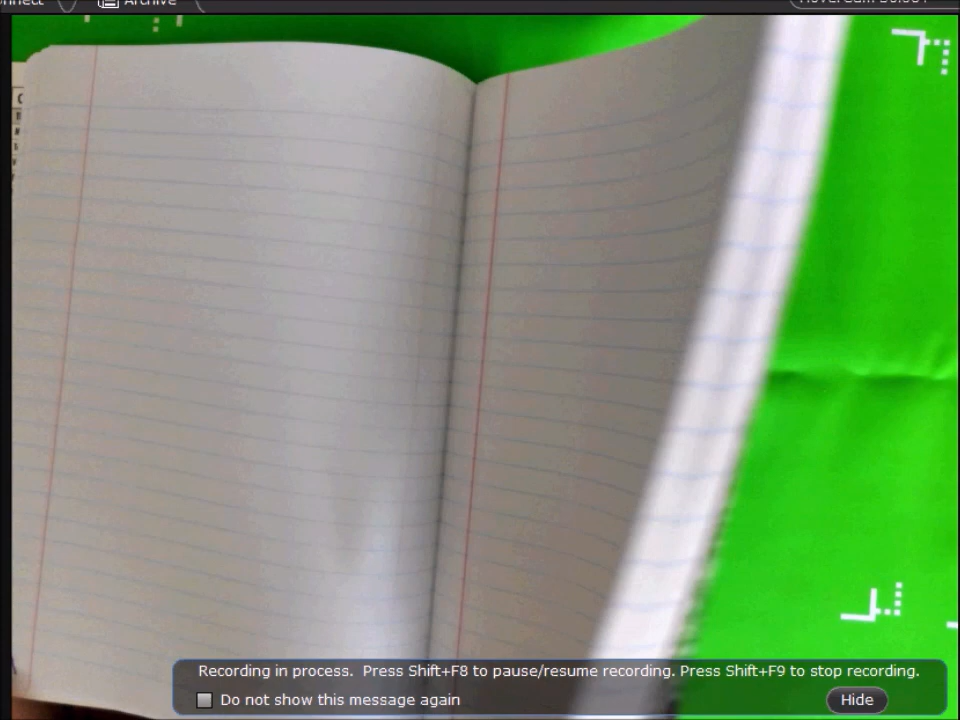 Archive
Recording in process. Press Shift+F8 to pause/resume recording. Press Shift+F9 to stop recording.
Do not show this message again
Hide